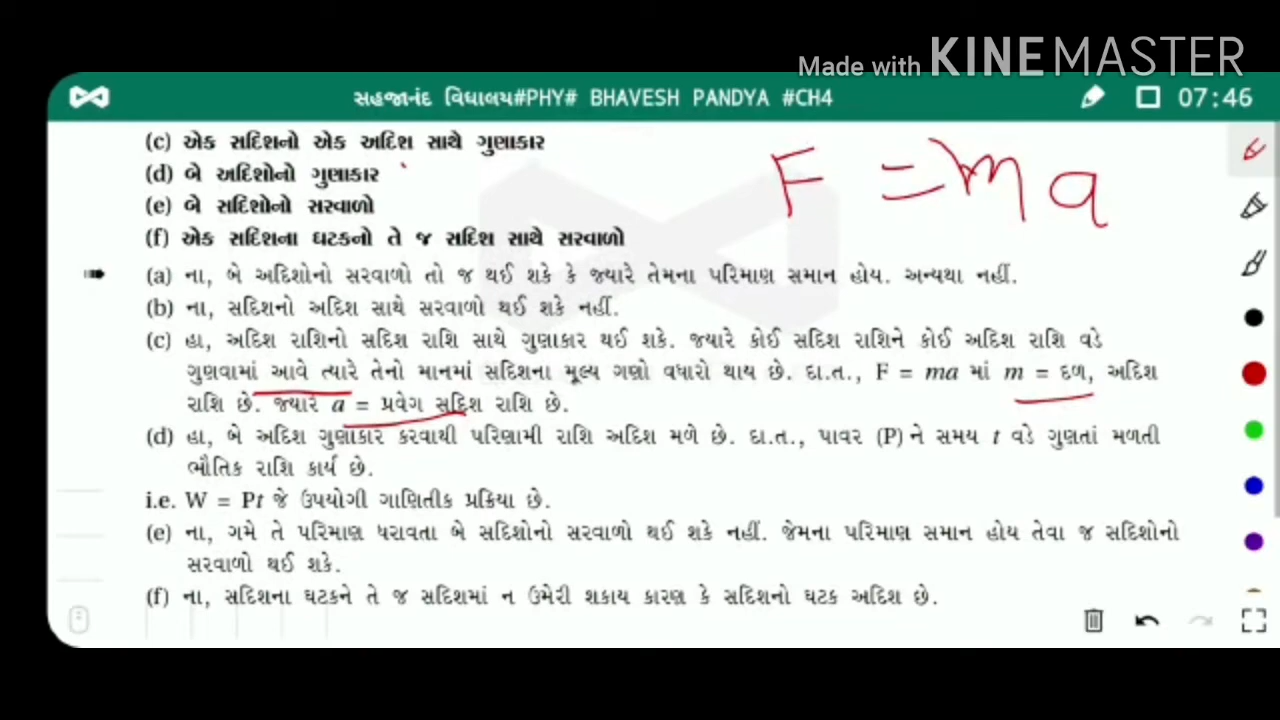 Made with KINEMASTER
સહજાનંદ વિધાલય#PHY# BHAVESH PANDYA #CH4 07:46
(c) એક સદિશનો એક અદિશ સાથે ગુણાકાર
(d) બે અદિશોનો ગુણાકાર
(e) બે સદિશોનો સરવાળો
(f) એક સદિશના ઘટકનો તે જ સદિશ સાથે સરવાળો
F = ma
(a) ના, બે અદિશોનો સરવાળો તો જ થઈ શકે કે જ્યારે તેમના પરિમાણ સમાન હોય. અન્યથા નહીં.
(b) ના, સદિશનો અદિશ સાથે સરવાળો થઈ શકે નહીં.
(c) હા, અદિશ રાશિનો સદિશ રાશિ સાથે ગુણાકાર થઈ શકે. જ્યારે કોઈ સદિશ રાશિને કોઈ અદિશ રાશિ વડે
ગુણવામાં આવે ત્યારે તેનો માનમાં સદિશના મૂલ્ય ગણો વધારો થાય છે. દા.ત., F = ma માં m = દળ, અદિશ
રાશિ છે. જ્યારે a = પ્રવેગ સદિશ રાશિ છે.
(d) હા, બે અદિશ ગુણાકાર કરવાથી પરિણામી રાશિ અદિશ મળે છે. દા.ત., પાવર (P) ને સમય t વડે ગુણતાં મળતી
ભૌતિક રાશિ કાર્ય છે.
i.e. W = Pt જે ઉપયોગી ગાણિતીક પ્રક્રિયા છે.
(e) ના, ગમે તે પરિમાણ ધરાવતા બે સદિશોનો સરવાળો થઈ શકે નહીં. જેમના પરિમાણ સમાન હોય તેવા જ સદિશોનો
સરવાળો થઈ શકે.
(f) ના, સદિશના ઘટકને તે જ સદિશમાં ન ઉમેરી શકાય કારણ કે સદિશનો ઘટક અદિશ છે.